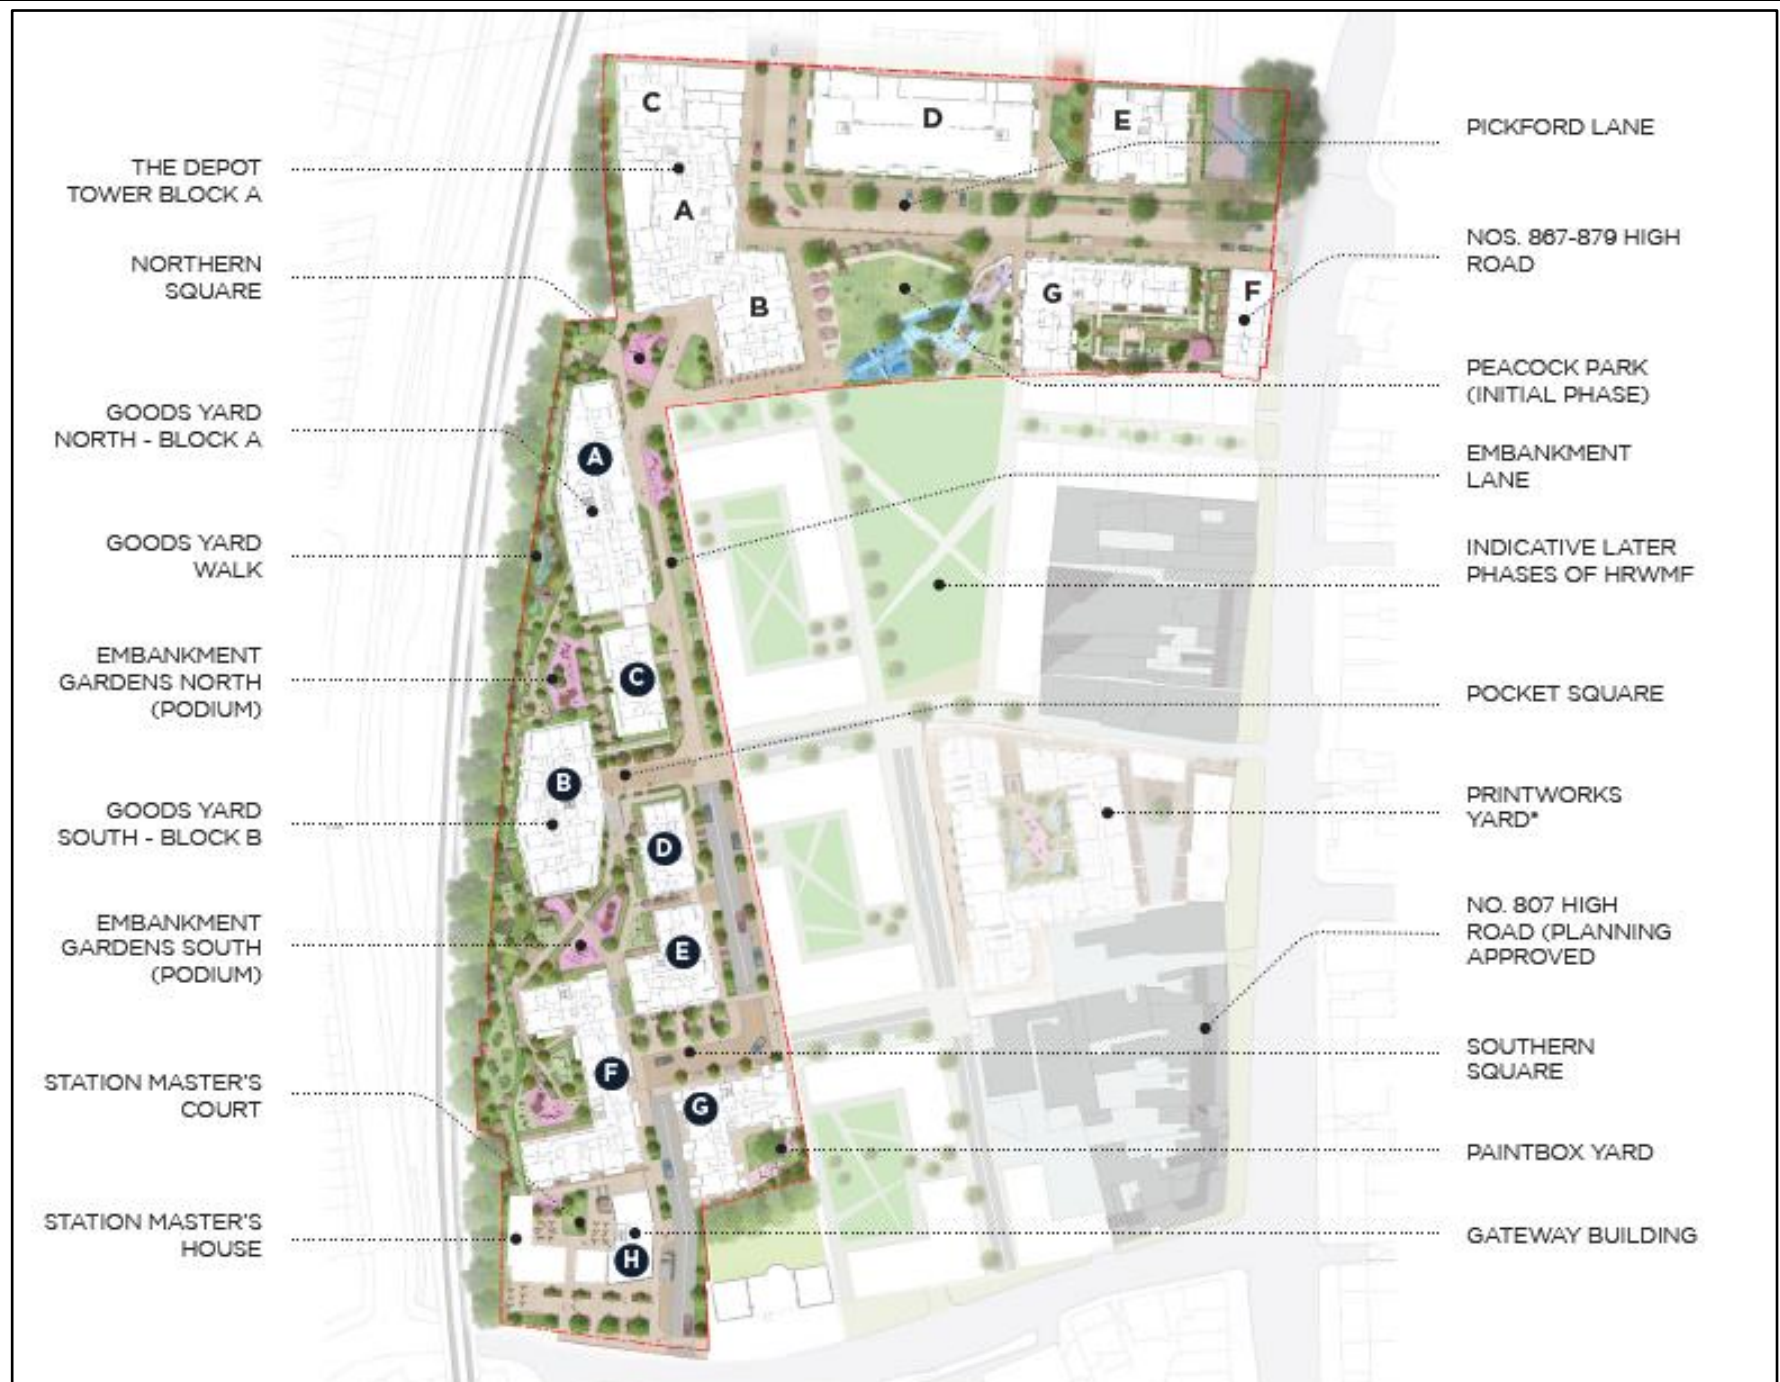 THE DEPOT
TOWER BLOCK A
NORTHERN
SQUARE
GOODS YARD
NORTH - BLOCK A
GOODS YARD
WALK
EMBANKMENT
GARDENS NORTH
(PODIUM)
GOODS YARD
SOUTH - BLOCK B
EMBANKMENT
GARDENS SOUTH
(PODIUM)
STATION MASTER'S
COURT
STATION MASTER'S
HOUSE
C
A
B
D
E
G
F
A
C
B
D
E
F
G
H
PICKFORD LANE
NOS. 867-879 HIGH
ROAD
PEACOCK PARK
(INITIAL PHASE)
EMBANKMENT
LANE
INDICATIVE LATER
PHASES OF HRWMF
POCKET SQUARE
PRINTWORKS
YARD*
NO. 807 HIGH
ROAD (PLANNING
APPROVED
SOUTHERN
SQUARE
PAINTBOX YARD
GATEWAY BUILDING